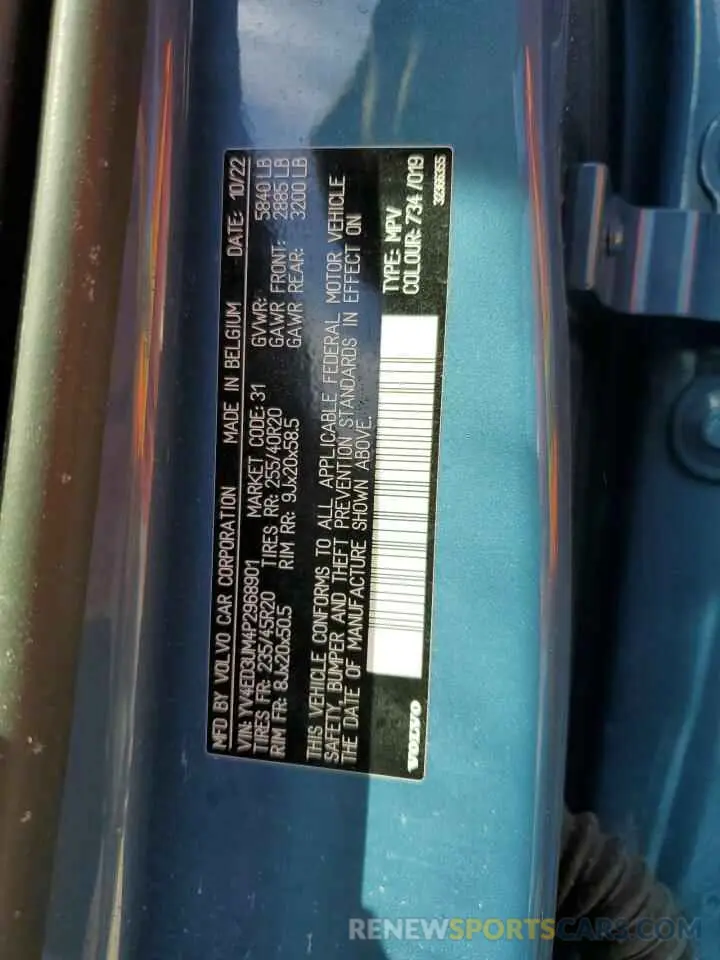 MFD BY VOLVO CAR CORPORATION MADE IN BELGIUM DATE: 10/22
VIN: YV4ED3UM4P2968901 MARKET CODE: 31 GVWR: 5840 LB
TIRES FR: 235/45R20 TIRES RR: 255/40R20 GAWR FRONT: 2885 LB
RIM FR: 8Jx20x50.5 RIM RR: 9Jx20x58.5 GAWR REAR: 3200 LB
THIS VEHICLE CONFORMS TO ALL APPLICABLE FEDERAL MOTOR VEHICLE
SAFETY, BUMPER AND THEFT PREVENTION STANDARDS IN EFFECT ON
THE DATE OF MANUFACTURE SHOWN ABOVE.
TYPE: MPV
COLOUR: 734 /019
VOLVO
RENEWSPORTSCARS.COM